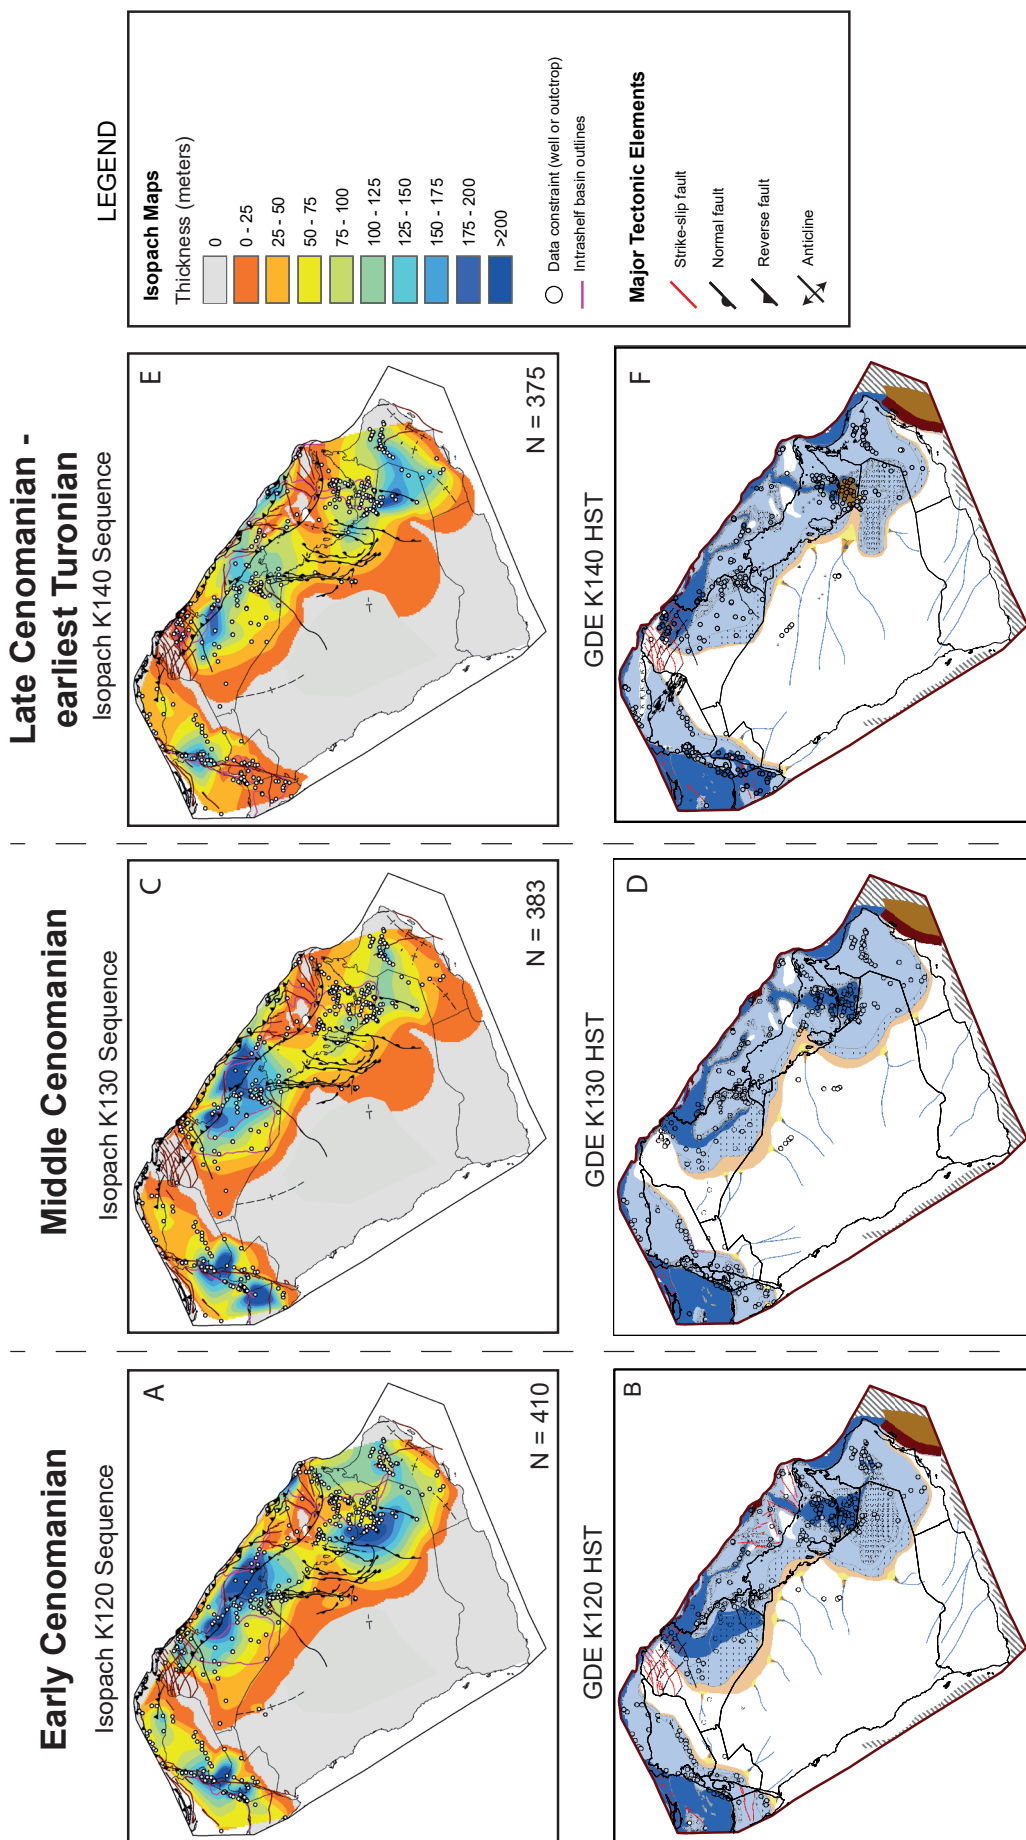 Early Cenomanian
Isopach K120 Sequence
A
N = 410
GDE K120 HST
B
Middle Cenomanian
Isopach K130 Sequence
C
N = 383
GDE K130 HST
D
Late Cenomanian -
earliest Turonian
Isopach K140 Sequence
E
N = 375
GDE K140 HST
F
LEGEND
Isopach Maps
Thickness (meters)
0
0 - 25
25 - 50
50 - 75
75 - 100
100 - 125
125 - 150
150 - 175
175 - 200
>200
Data constraint (well or outctrop)
Intrashelf basin outlines
Major Tectonic Elements
Strike-slip fault
Normal fault
Reverse fault
Anticline